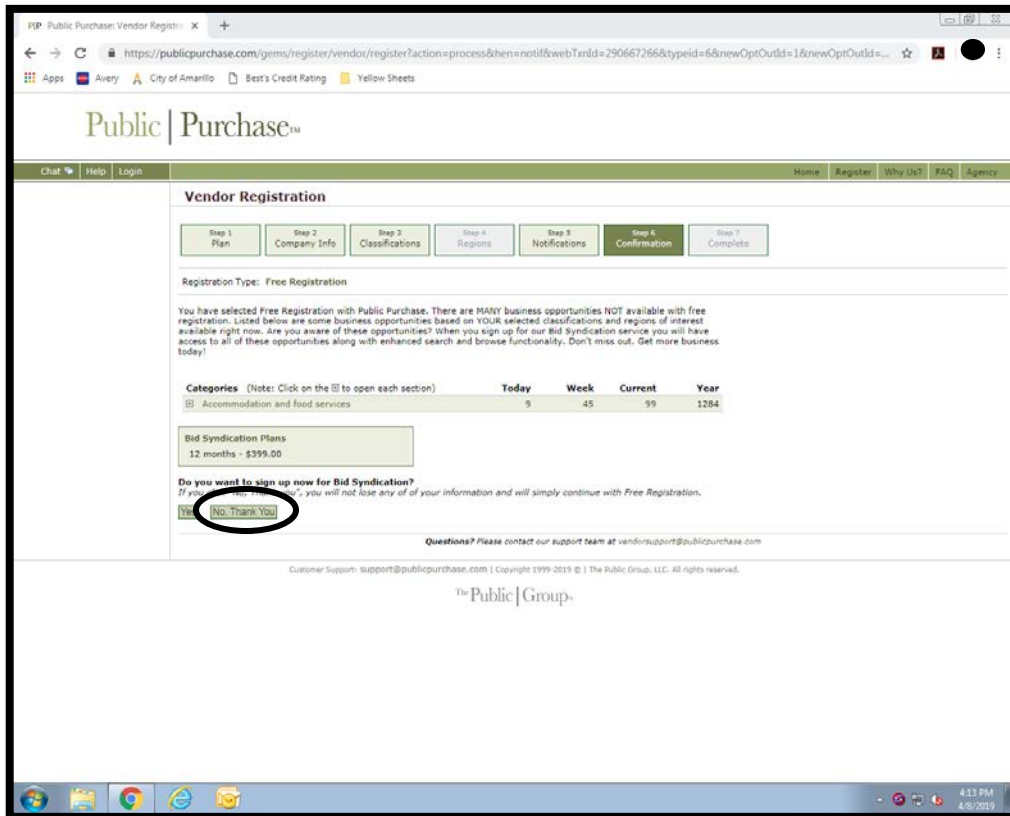 P|P Public Purchase: Vendor Regist
https://publicpurchase.com/gems/register/vendor/register?action=process&hen=notif&webTxnId=290667266&typeid=6&newOptOutId=1&newOptOutId=...
Apps Avery City of Amarillo Best's Credit Rating Yellow Sheets
Public | Purchase™
Chat Help Login Home Register Why Us? FAQ Agency
Vendor Registration
Step 1 Step 2 Step 3 Step 4 Step 5 Step 6 Step 7
Plan Company Info Classifications Regions Notifications Confirmation Complete
Registration Type: Free Registration
You have selected Free Registration with Public Purchase. There are MANY business opportunities NOT available with free
registration. Listed below are some business opportunities based on YOUR selected classifications and regions of interest
available right now. Are you aware of these opportunities? When you sign up for our Bid Syndication service you will have
access to all of these opportunities along with enhanced search and browse functionality. Don't miss out. Get more business
today!
Categories (Note: Click on the ⊞ to open each section) Today Week Current Year
⊞ Accommodation and food services 9 45 99 1284
Bid Syndication Plans
12 months - $399.00
Do you want to sign up now for Bid Syndication?
If you "No, Thank you", you will not lose any of of your information and will simply continue with Free Registration.
No, Thank You
Questions? Please contact our support team at vendorsupport@publicpurchase.com
Customer Support: support@publicpurchase.com | Copyright 1999-2019 © | The Public Group, LLC. All rights reserved.
The Public | Group
4:13 PM
4/8/2019